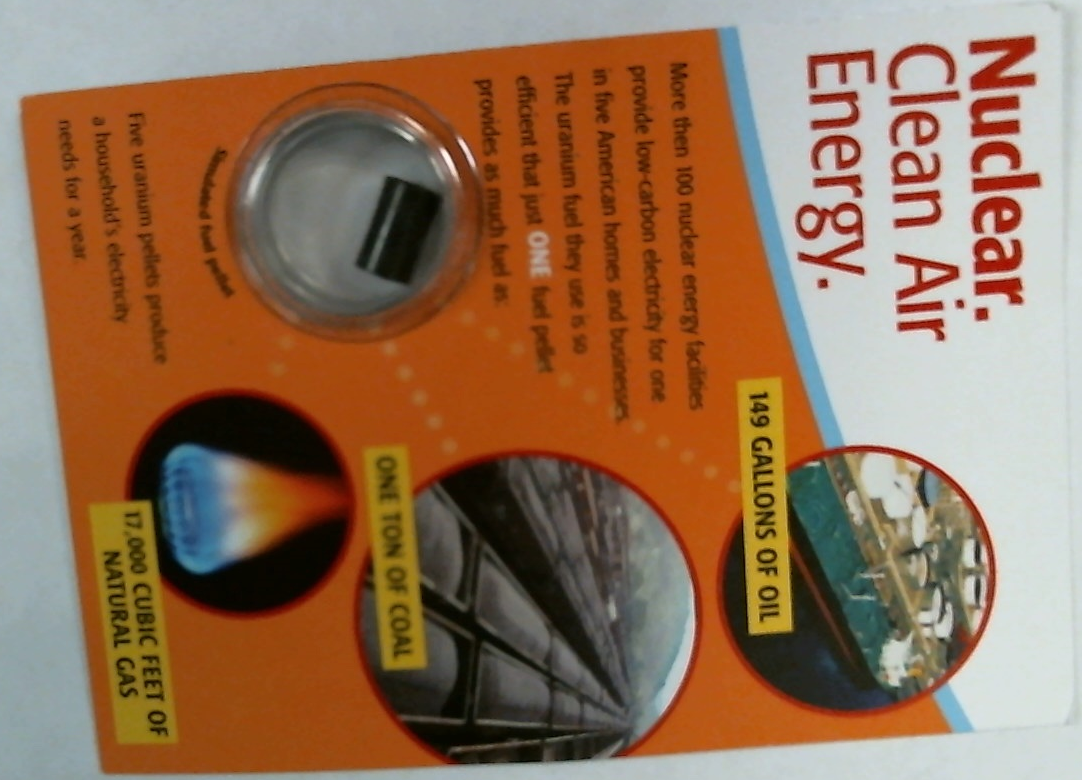 Nuclear.
Clean Air
Energy.
More then 100 nuclear energy facilities
provide low-carbon electricity for one
in five American homes and businesses.
The uranium fuel they use is so
efficient that just ONE fuel pellet
provides as much fuel as:
149 GALLONS OF OIL
ONE TON OF COAL
17,000 CUBIC FEET OF
NATURAL GAS
Simulated fuel pellet
Five uranium pellets produce
a household's electricity
needs for a year.